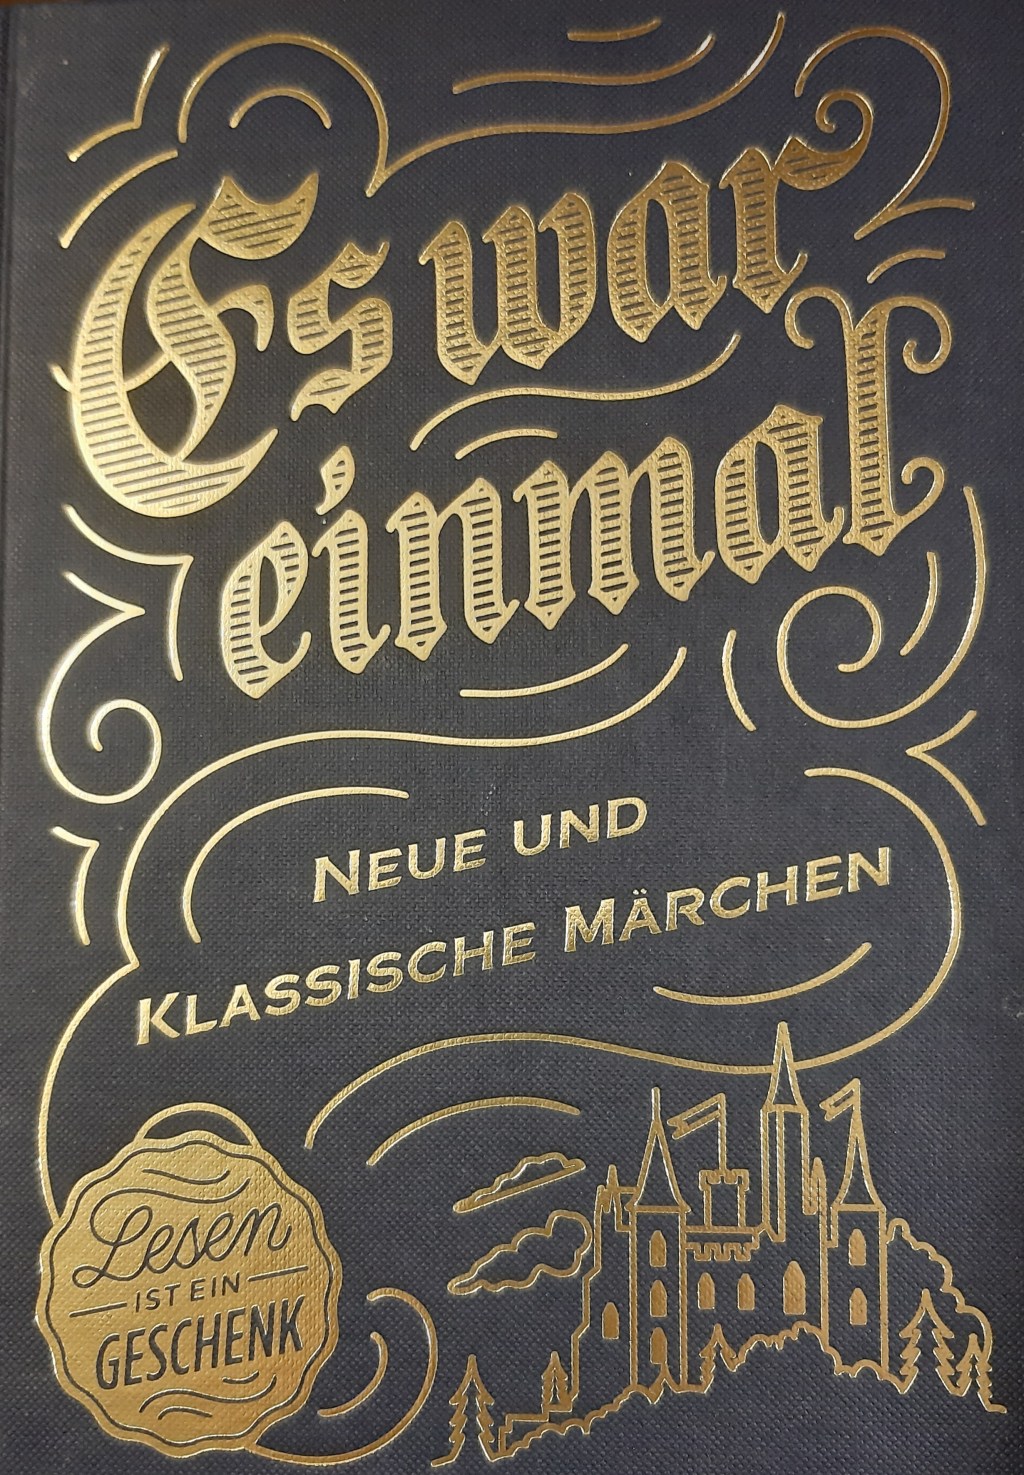 Es war
einmal
NEUE UND
KLASSISCHE MÄRCHEN
Lesen
IST EIN
GESCHENK